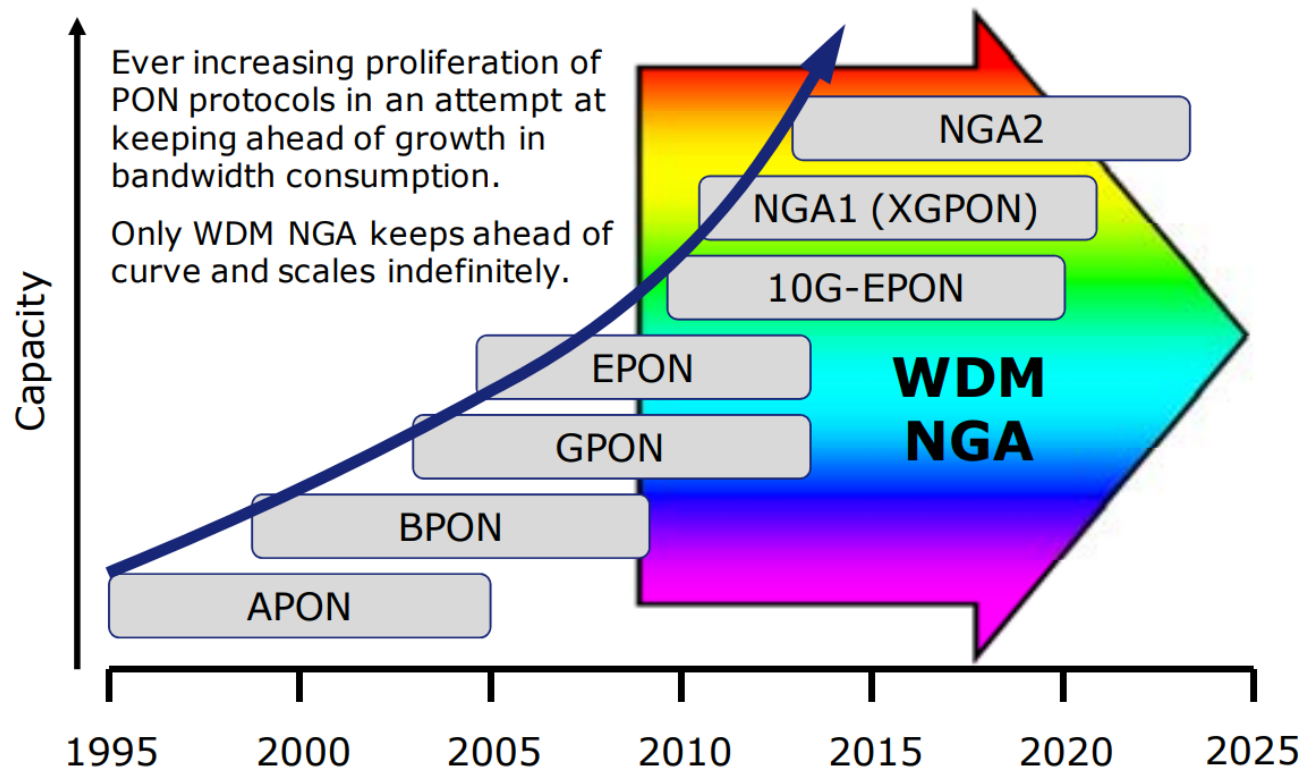 Ever increasing proliferation of
PON protocols in an attempt at
keeping ahead of growth in
bandwidth consumption.
Only WDM NGA keeps ahead of
curve and scales indefinitely.
Capacity
NGA2
NGA1 (XGPON)
10G-EPON
EPON
WDM
NGA
GPON
BPON
APON
1995 2000 2005 2010 2015 2020 2025